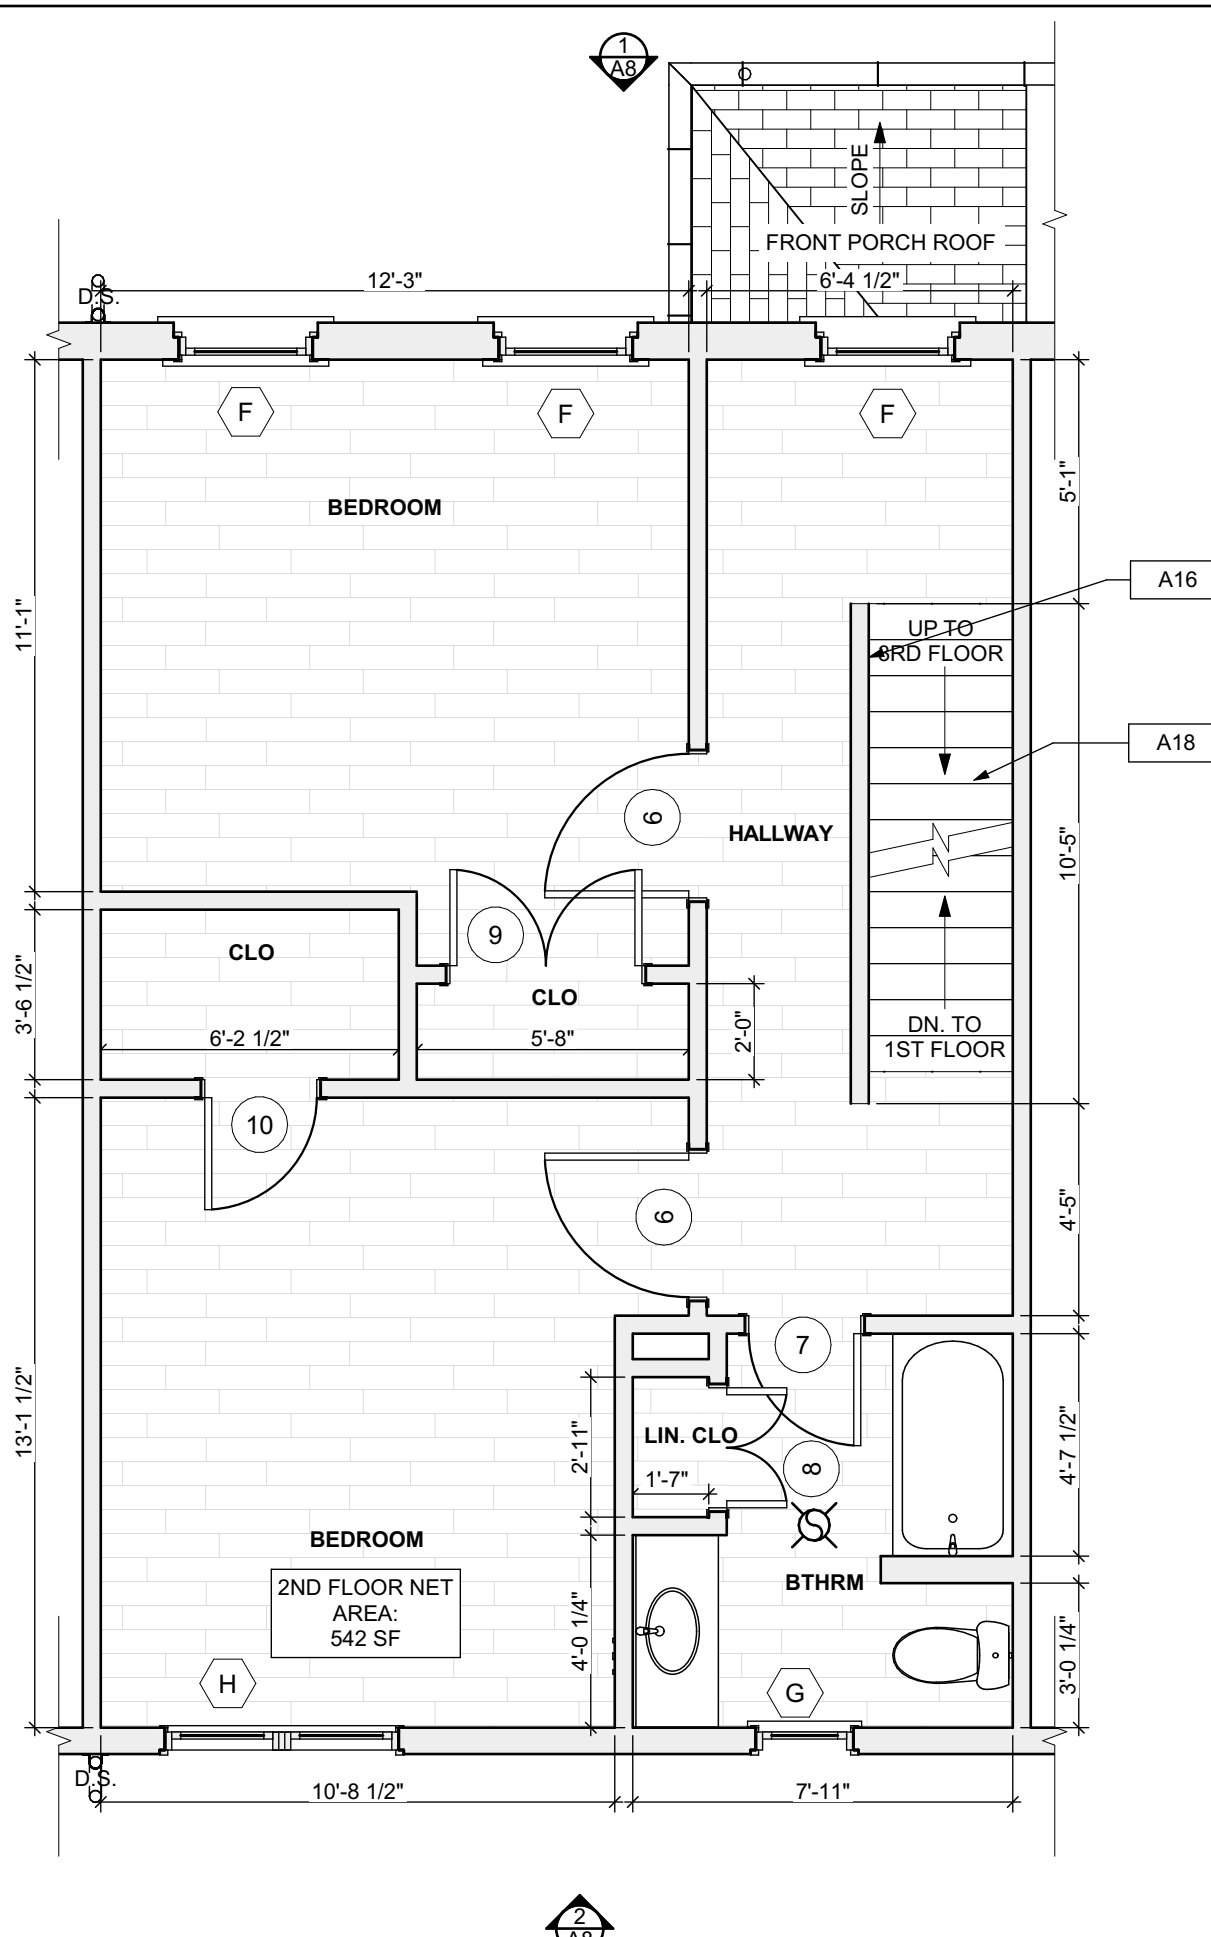 1
A8
SLOPE
FRONT PORCH ROOF
D.S.
12'-3"
6'-4 1/2"
F
F
F
BEDROOM
5'-1"
A16
UP TO
3RD FLOOR
11'-1"
A18
6
HALLWAY
10'-5"
9
CLO
CLO
3'-6 1/2"
6'-2 1/2"
5'-8"
2'-0"
DN. TO
1ST FLOOR
10
6
4'-5"
7
13'-1 1/2"
2'-11"
LIN. CLO
1'-7"
8
4'-7 1/2"
BEDROOM
2ND FLOOR NET
AREA:
542 SF
BTHRM
4'-0 1/4"
3'-0 1/4"
H
G
D.S.
10'-8 1/2"
7'-11"
2
A8